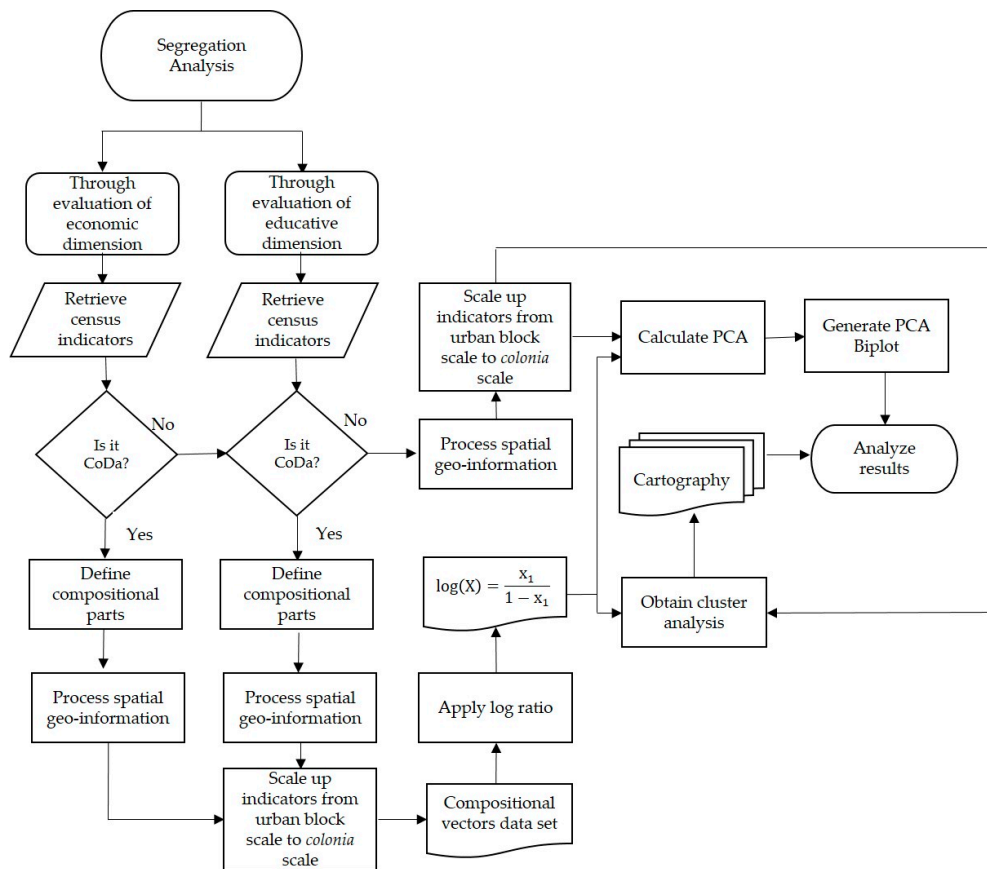 Segregation
Analysis
Through
evaluation of
economic
dimension
Through
evaluation of
educative
dimension
Retrieve
census
indicators
Retrieve
census
indicators
Scale up
indicators from
urban block
scale to colonia
scale
Calculate PCA
Generate PCA
Biplot
Is it
CoDa?
No
Is it
CoDa?
No
Process spatial
geo-information
Cartography
Analyze
results
Yes
Yes
Define
compositional
parts
Define
compositional
parts
log(X) = x₁ / 1 − x₁
Obtain cluster
analysis
Process spatial
geo-information
Process spatial
geo-information
Apply log ratio
Scale up
indicators from
urban block
scale to colonia
scale
Compositional
vectors data set